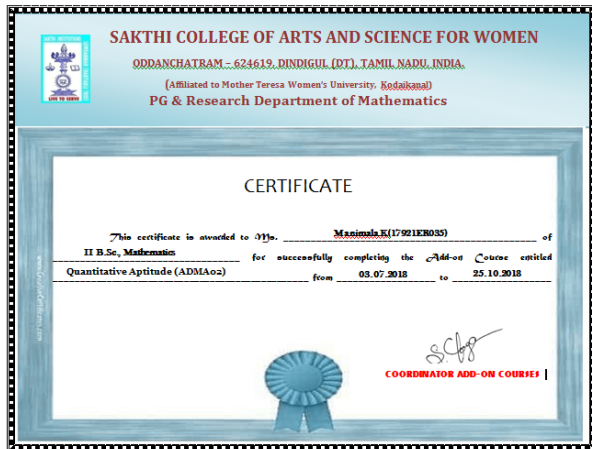 SAKTHI COLLEGE OF ARTS AND SCIENCE FOR WOMEN
ODDANCHATRAM – 624619. DINDIGUL (DT). TAMIL NADU. INDIA.
(Affiliated to Mother Teresa Women's University, Kodaikanal)
PG & Research Department of Mathematics
LIVE TO SERVE
CERTIFICATE
This certificate is awarded to Ms. Manimala K(17921ER035) of
II B.Sc., Mathematics for successfully completing the Add-on Course entitled
Quantitative Aptitude (ADMA02) from 03.07.2018 to 25.10.2018
COORDINATOR ADD-ON COURSES